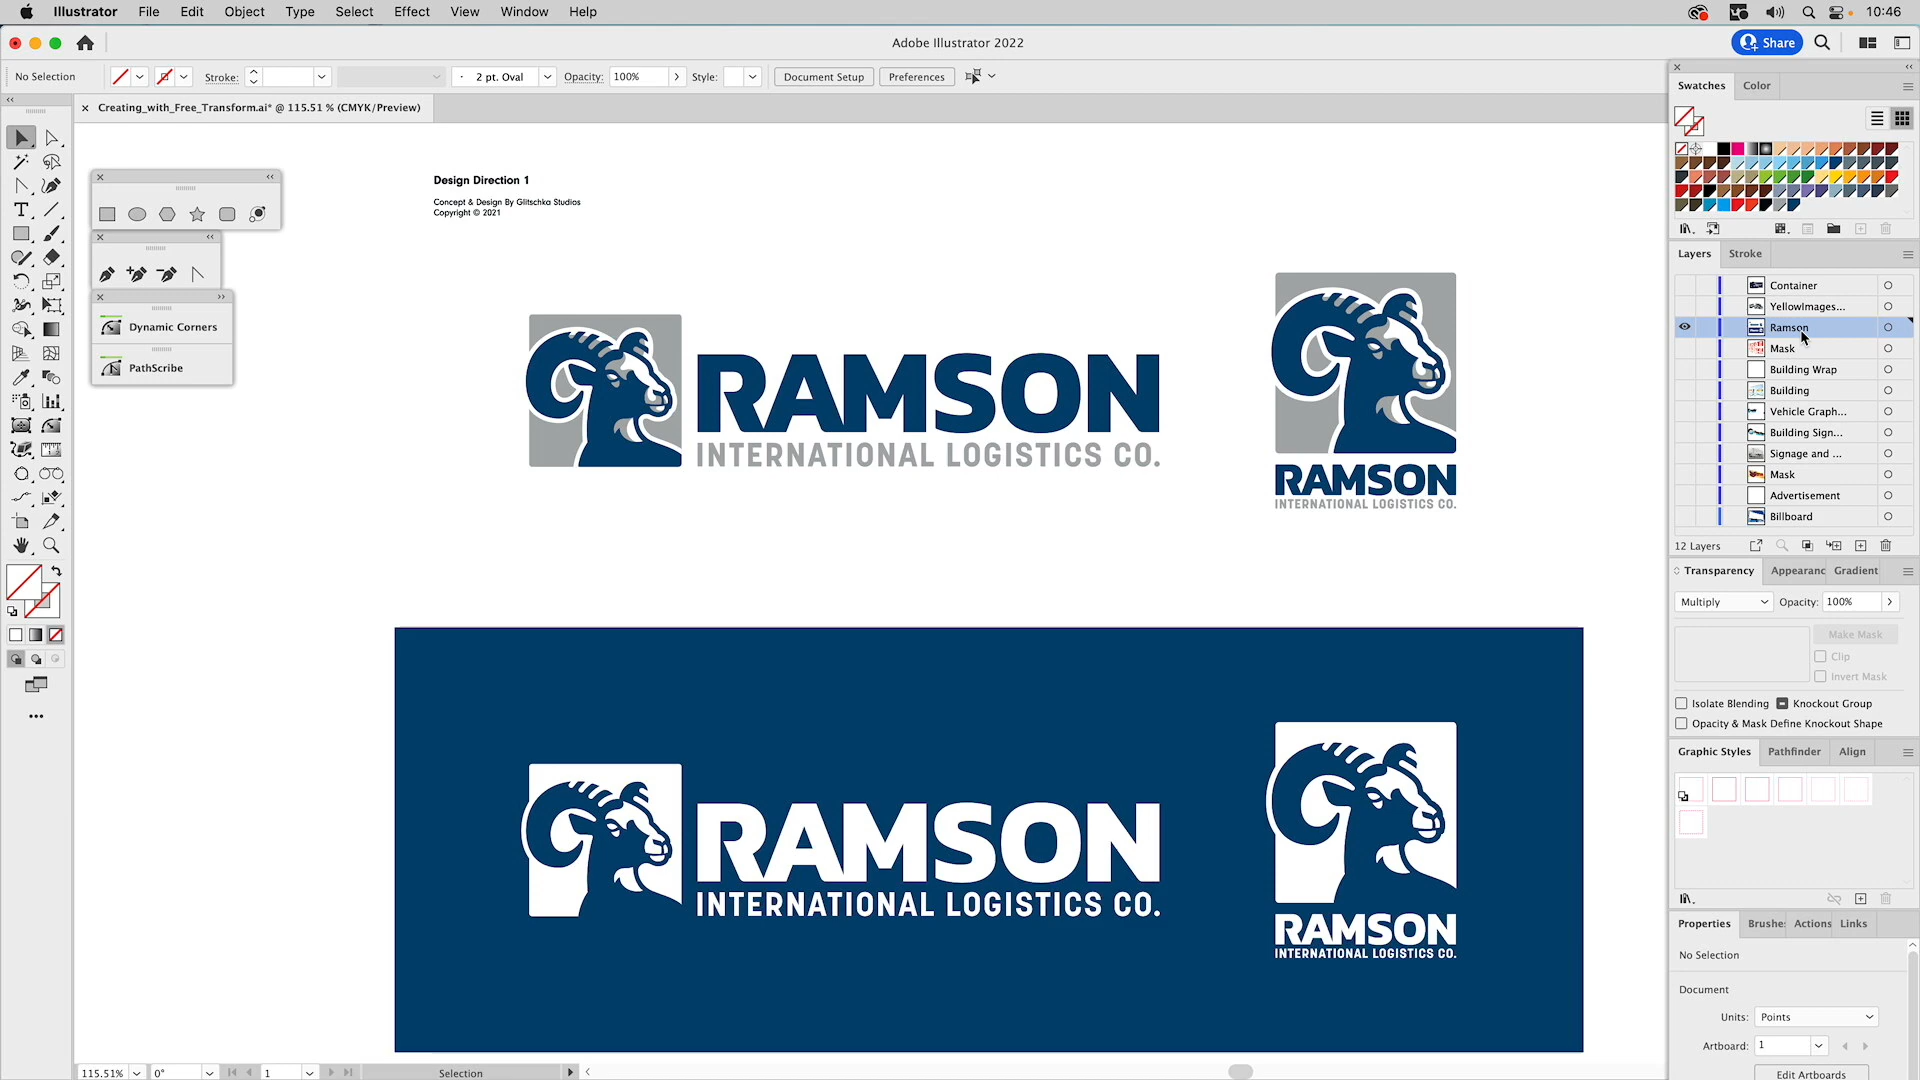 Illustrator File Edit Object Type Select Effect View Window Help 10:46
Adobe Illustrator 2022
Share
No Selection Stroke: 2 pt. Oval Opacity: 100% Style: Document Setup Preferences
Creating_with_Free_Transform.ai* @ 115.51 % (CMYK/Preview)
Design Direction 1
Concept & Design By Glitschka Studios
Copyright © 2021
Dynamic Corners
PathScribe
RAMSON
INTERNATIONAL LOGISTICS CO.
RAMSON
INTERNATIONAL LOGISTICS CO.
RAMSON
INTERNATIONAL LOGISTICS CO.
RAMSON
INTERNATIONAL LOGISTICS CO.
Swatches Color
Layers Stroke
Container
YellowImages...
Ramson
Mask
Building Wrap
Building
Vehicle Graph...
Building Sign...
Signage and ...
Mask
Advertisement
Billboard
12 Layers
Transparency Appearanc Gradient
Multiply Opacity: 100%
Make Mask
Clip
Invert Mask
Isolate Blending Knockout Group
Opacity & Mask Define Knockout Shape
Graphic Styles Pathfinder Align
Properties Brushes Actions Links
No Selection
Document
Units: Points
Artboard: 1
Edit Artboards
115.51% 0° 1 Selection